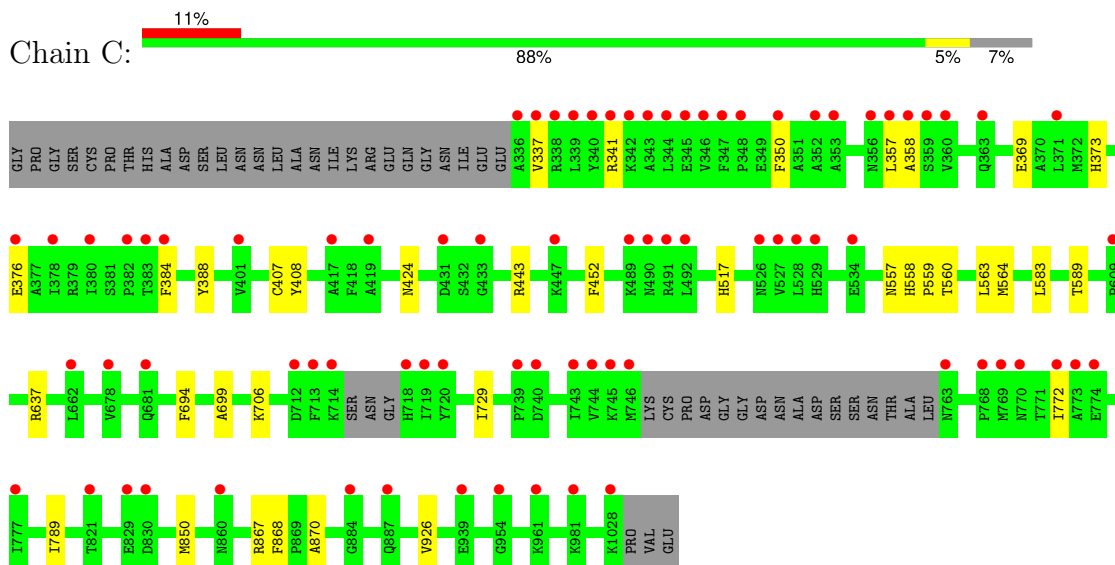 11%
Chain C:
88% 5% 7%
GLY PRO GLY SER CYS PRO THR HIS ALA ASP SER LEU ASN ASN LEU ALA ASN ILE LYS ARG GLU GLN GLY ASN ILE GLU GLU A336 V337 R338 L339 Y340 R341 K342 A343 L344 E345 V346 F347 P348 E349 F350 A351 A352 A353 N356 L357 A358 S359 V360 Q363 E369 A370 L371 M372 H373
E376 A377 I378 R379 I380 S381 P382 T383 F384 Y388 V401 C407 Y408 A417 F418 A419 N424 D431 S432 G433 R443 K447 F452 K489 N490 R491 L492 H517 N526 V527 L528 H529 E534 N557 H558 P559 T560 L563 M564 L583 T589
R637 L662 V678 Q681 F694 A699 K706 D712 F713 K714 SER ASN GLY H718 I719 Y720 I729 P739 D740 I743 V744 K745 M746 LYS CYS PRO ASP GLY GLY ASP ASN ALA ASP SER SER ASN THR ALA LEU N763 P768 M769 N770 I771 I772 A773 E774
I777 I789 T821 E829 D830 M850 N860 R867 F868 P869 A870 G884 Q887 V926 E939 G954 K961 K981 K1028 PRO VAL GLU